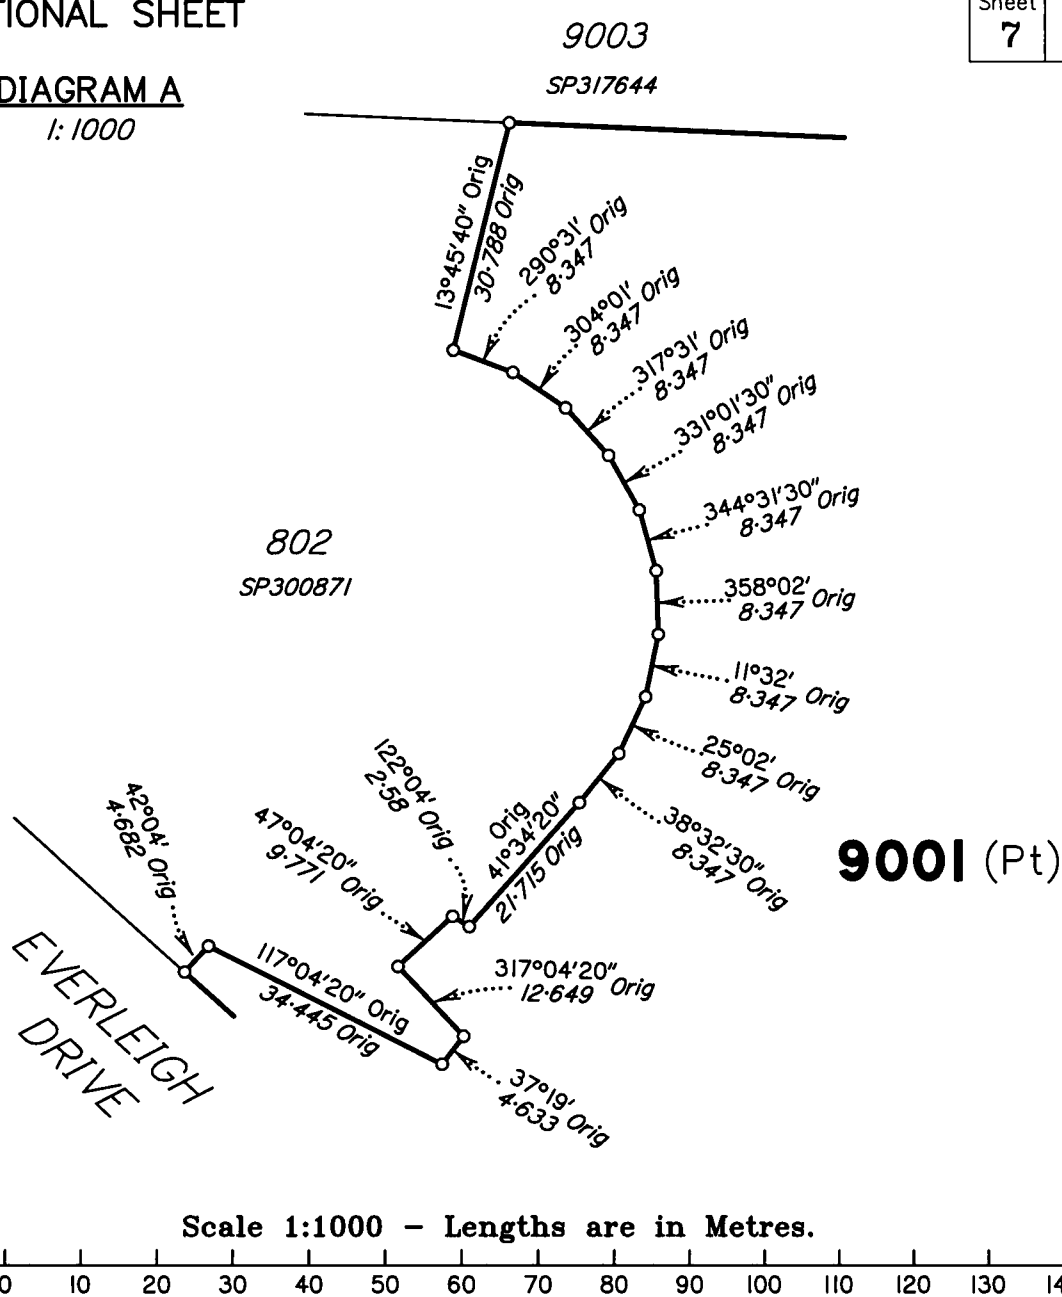 TIONAL SHEET
Sheet
7
DIAGRAM A
1:1000
9003
SP317644
13°45'40" Orig
30·788 Orig
290°31' Orig
8·347
304°01' Orig
8·347
317°31' Orig
8·347
331°01'30" Orig
8·347
344°31'30" Orig
8·347
802
SP300871
358°02' Orig
8·347
11°32' Orig
8·347
25°02' Orig
8·347
38°32'30" Orig
8·347
9001 (Pt)
Orig
41°34'20"
21·715 Orig
122°04' Orig
2·58
47°04'20" Orig
9·771
42°04' Orig
4·682
317°04'20" Orig
12·649
117°04'20" Orig
34·445 Orig
37°19' Orig
4·633
EVERLEIGH
DRIVE
Scale 1:1000 – Lengths are in Metres.
0 10 20 30 40 50 60 70 80 90 100 110 120 130 14